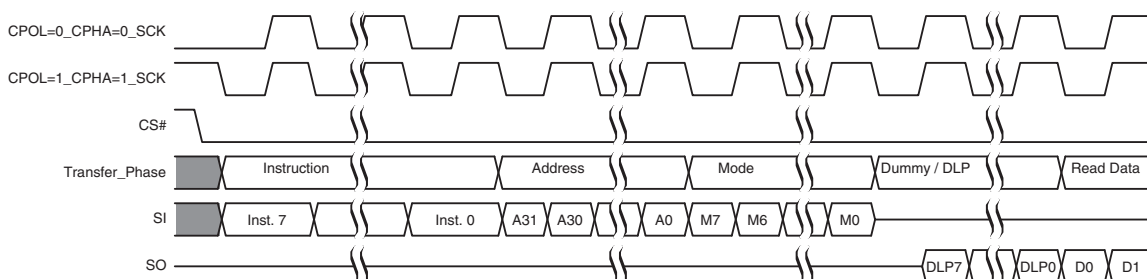 CPOL=0_CPHA=0_SCK
CPOL=1_CPHA=1_SCK
CS#
Transfer_Phase Instruction Address Mode Dummy / DLP Read Data
SI Inst. 7 Inst. 0 A31 A30 A0 M7 M6 M0
SO DLP7 DLP0 D0 D1